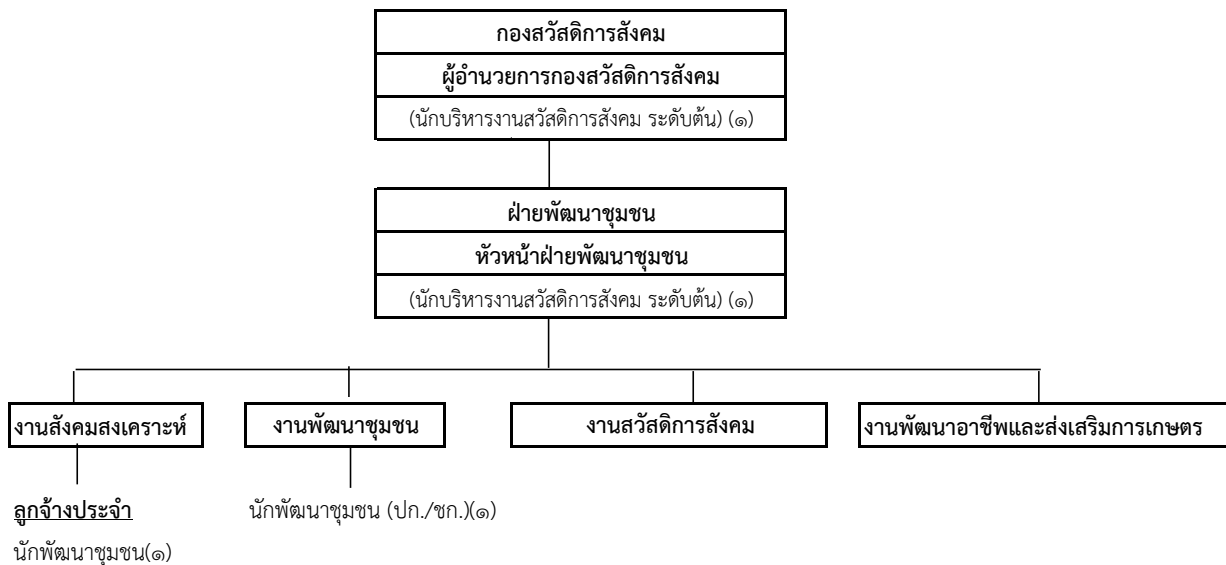 กองสวัสดิการสังคม
ผู้อำนวยการกองสวัสดิการสังคม
(นักบริหารงานสวัสดิการสังคม ระดับต้น) (๑)
ฝ่ายพัฒนาชุมชน
หัวหน้าฝ่ายพัฒนาชุมชน
(นักบริหารงานสวัสดิการสังคม ระดับต้น) (๑)
งานสังคมสงเคราะห์
งานพัฒนาชุมชน
งานสวัสดิการสังคม
งานพัฒนาอาชีพและส่งเสริมการเกษตร
ลูกจ้างประจำ
นักพัฒนาชุมชน(๑)
นักพัฒนาชุมชน (ปก./ชก.)(๑)